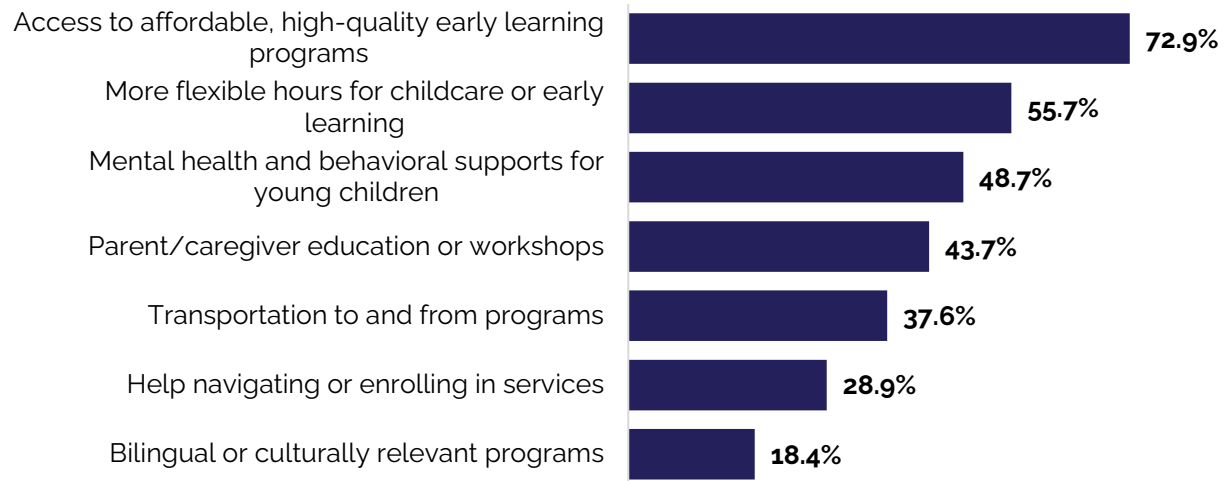 Access to affordable, high-quality early learning
programs
72.9%
More flexible hours for childcare or early
learning
55.7%
Mental health and behavioral supports for
young children
48.7%
Parent/caregiver education or workshops
43.7%
Transportation to and from programs
37.6%
Help navigating or enrolling in services
28.9%
Bilingual or culturally relevant programs
18.4%